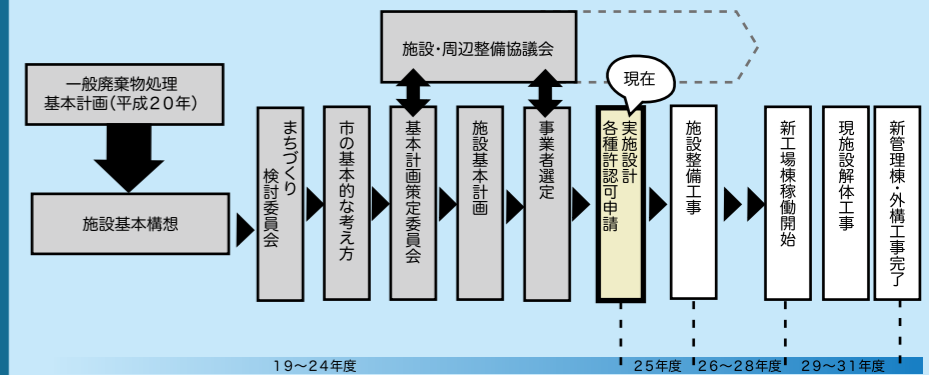 施設・周辺整備協議会
現在
一般廃棄物処理
基本計画(平成20年)
施設基本構想
まちづくり
検討委員会
市の基本的な考え方
基本計画策定委員会
施設基本計画
事業者選定
実施設計
各種許認可申請
施設整備工事
新工場棟稼働開始
現施設解体工事
新管理棟・外構工事完了
19〜24年度
25年度
26〜28年度
29〜31年度